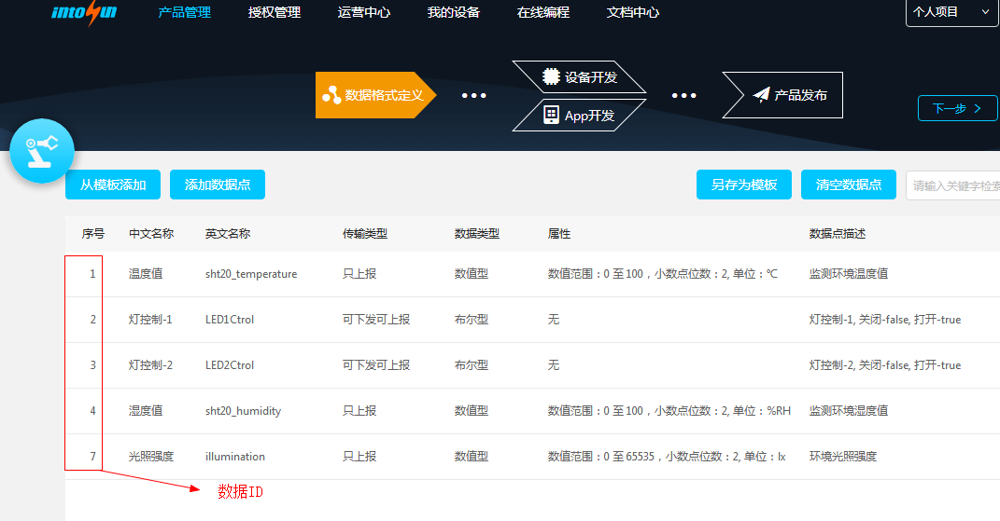 intoSun 产品管理 授权管理 运营中心 我的设备 在线编程 文档中心 个人项目
数据格式定义 设备开发 产品发布
App开发
下一步
从模板添加 添加数据点 另存为模板 清空数据点 请输入关键字检索
序号 中文名称 英文名称 传输类型 数据类型 属性 数据点描述
1 温度值 sht20_temperature 只上报 数值型 数值范围：0 至 100，小数点位数：2, 单位：℃ 监测环境温度值
2 灯控制-1 LED1Ctrol 可下发可上报 布尔型 无 灯控制-1, 关闭-false, 打开-true
3 灯控制-2 LED2Ctrol 可下发可上报 布尔型 无 灯控制-2, 关闭-false, 打开-true
4 湿度值 sht20_humidity 只上报 数值型 数值范围：0 至 100，小数点位数：2, 单位：%RH 监测环境湿度值
7 光照强度 illumination 只上报 数值型 数值范围：0 至 65535，小数点位数：2, 单位：lx 环境光照强度
数据ID